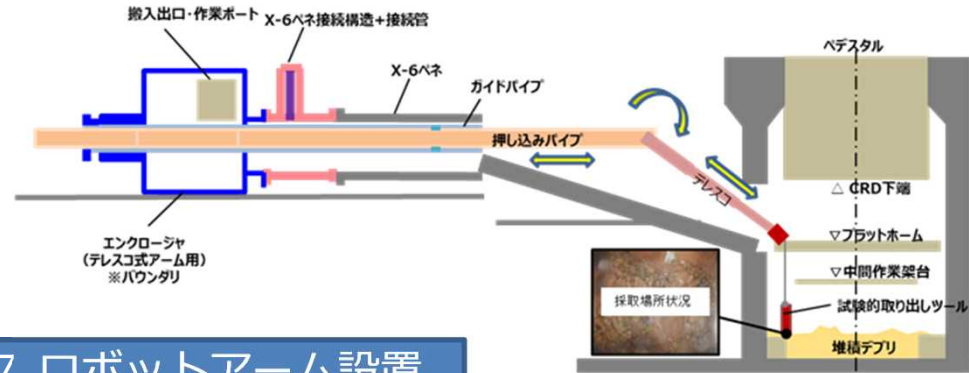 搬入出口・作業ポート
X-6ペネ接続構造+接続管
X-6ペネ
ガイドパイプ
押し込みパイプ
テレスコ
ペデスタル
△ CRD下端
▽フラットホーム
▽中間作業架台
試験的取り出しツール
堆積デブリ
採取場所状況
エンクロージャ
(テレスコ式アーム用)
※バウンダリ
ロボットアーム設置